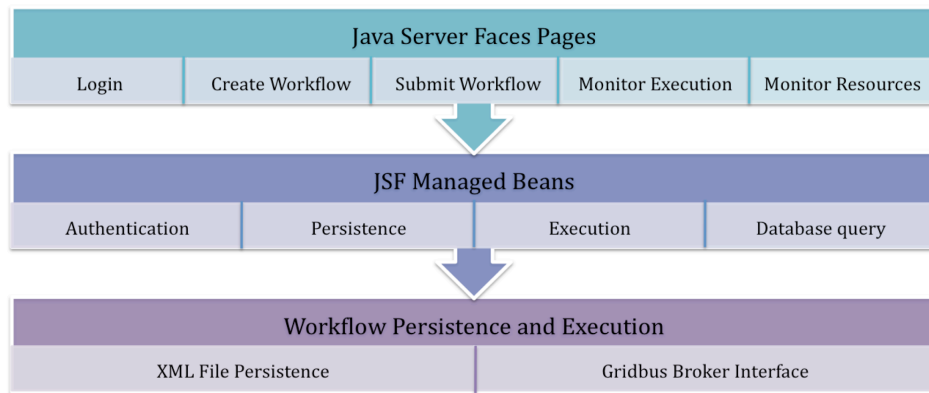 Java Server Faces Pages
Login
Create Workflow
Submit Workflow
Monitor Execution
Monitor Resources
JSF Managed Beans
Authentication
Persistence
Execution
Database query
Workflow Persistence and Execution
XML File Persistence
Gridbus Broker Interface